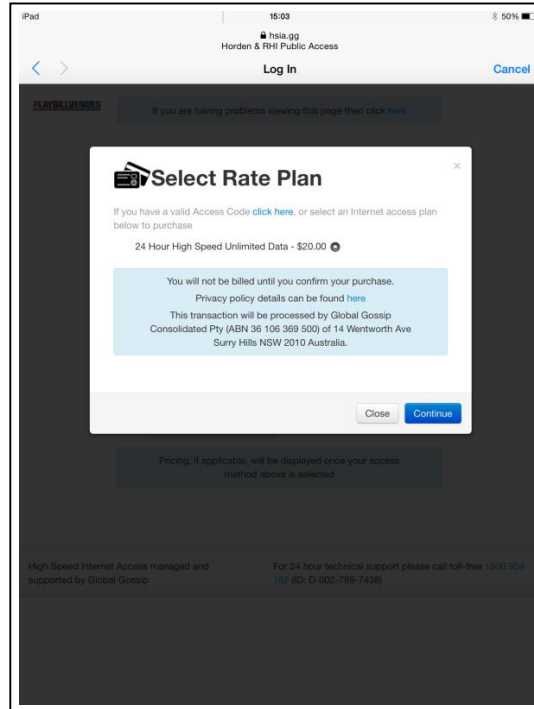 iPad 15:03 50%
hsia.gg
Horden & RHI Public Access
Log In Cancel
PLAYBILLVENUES
If you are having problems viewing this page then click here
Select Rate Plan ×
If you have a valid Access Code click here, or select an Internet access plan
below to purchase
24 Hour High Speed Unlimited Data - $20.00
You will not be billed until you confirm your purchase.
Privacy policy details can be found here
This transaction will be processed by Global Gossip
Consolidated Pty (ABN 36 106 369 500) of 14 Wentworth Ave
Surry Hills NSW 2010 Australia.
Close Continue
Pricing, if applicable, will be displayed once your access
method above is selected
High Speed Internet Access managed and
supported by Global Gossip
For 24 hour technical support please call toll-free 1800 904
182 (ID: D-002-789-7438)